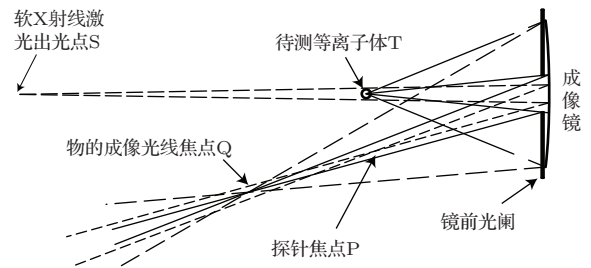 软X射线激
光出光点S
待测等离子体T
成
像
镜
物的成像光线焦点Q
镜前光阑
探针焦点P